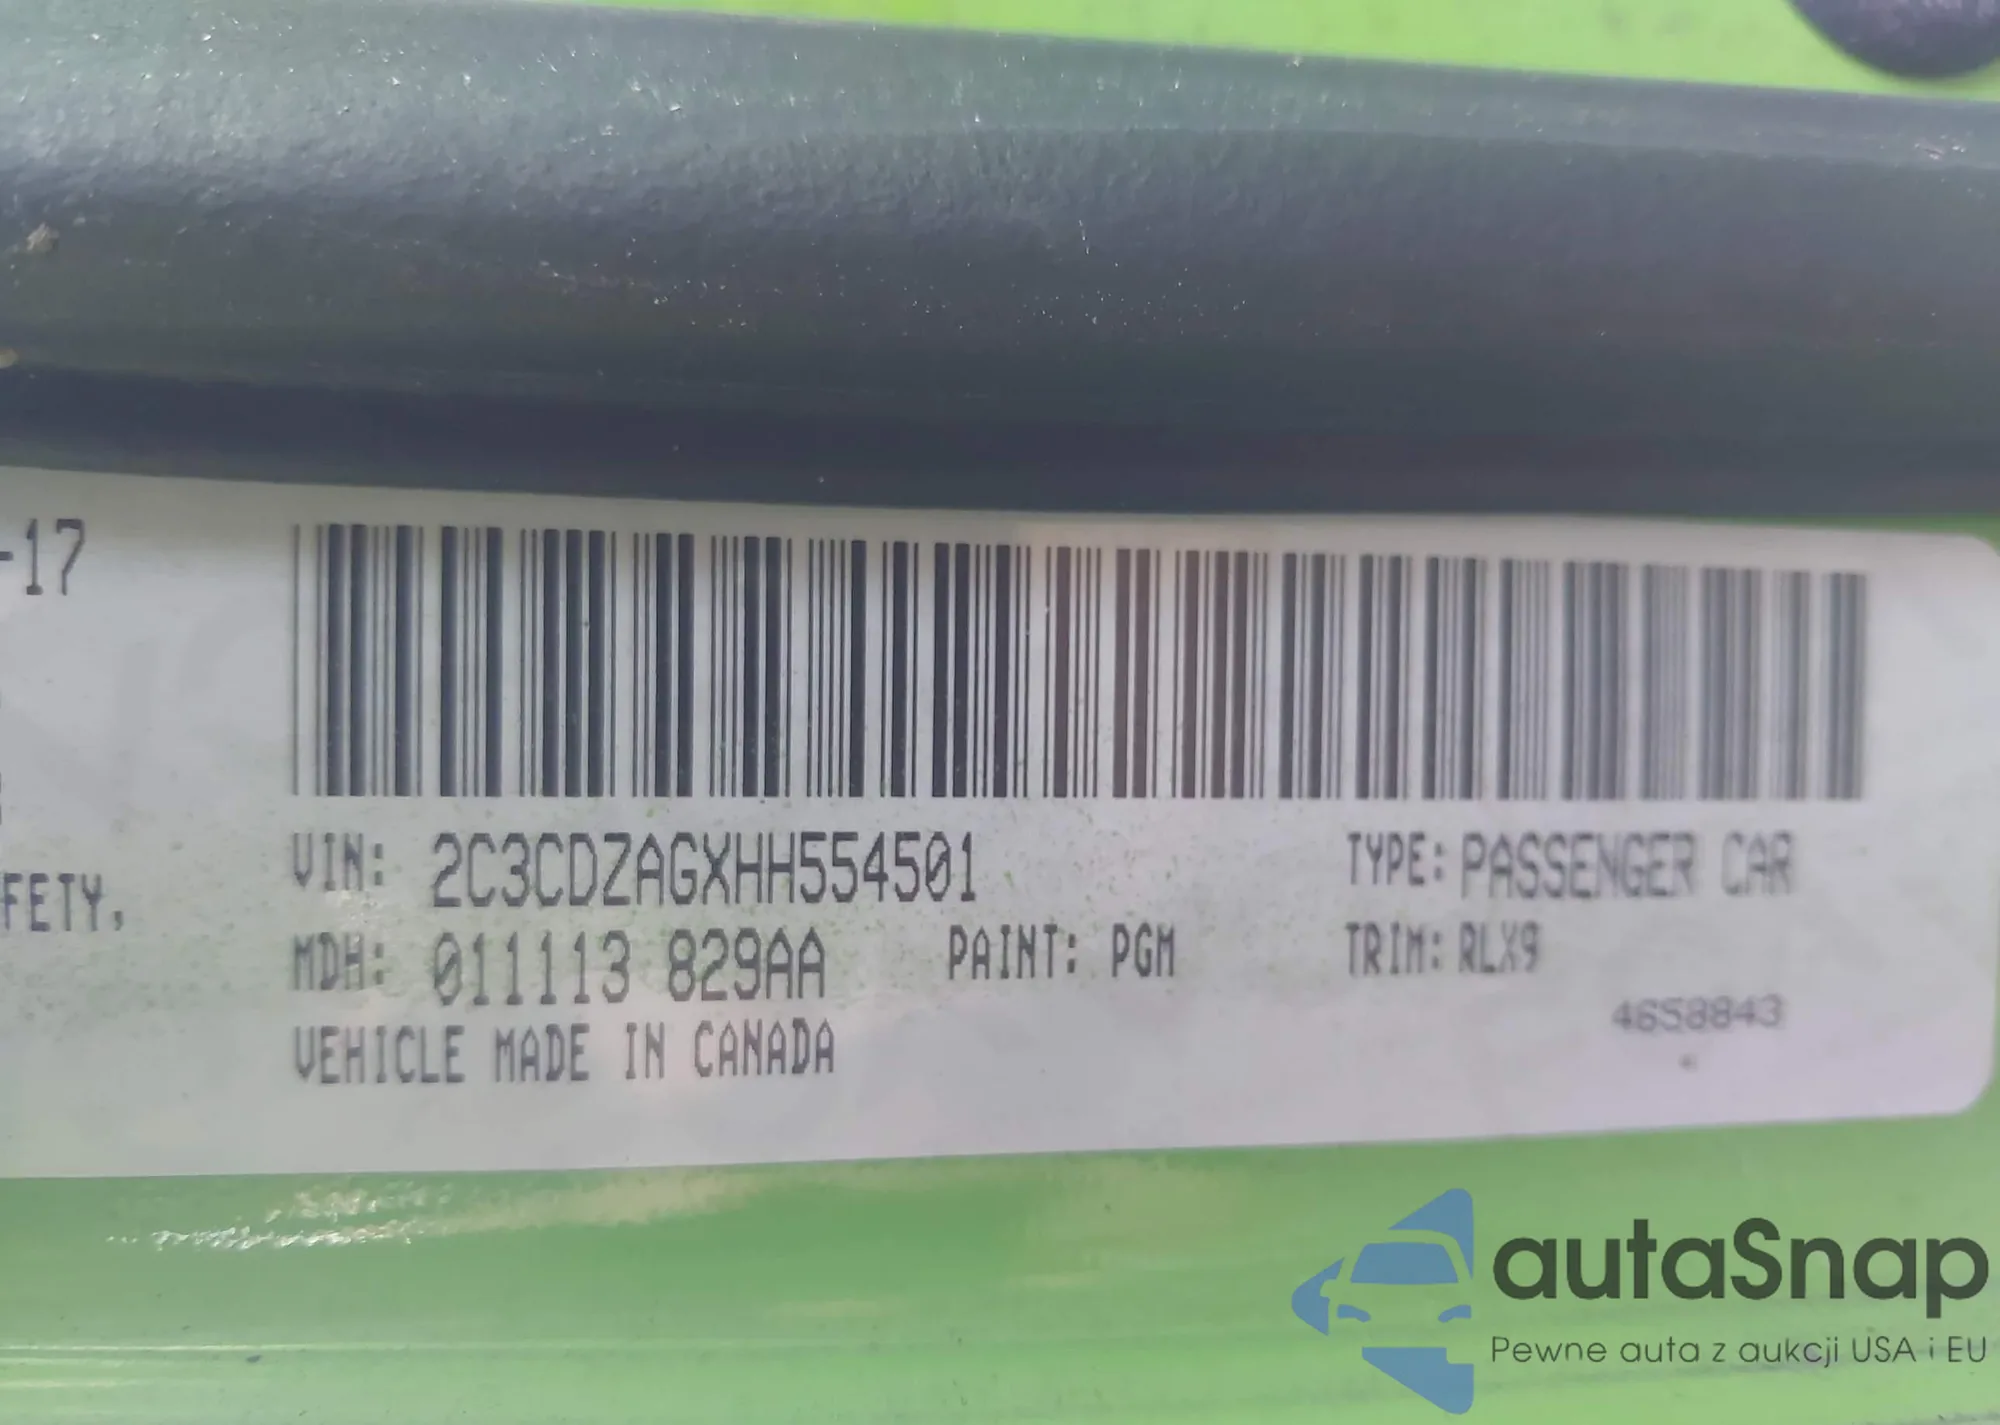 -17
FETY,
VIN: 2C3CDZAGXHH554501
TYPE: PASSENGER CAR
MDH: 011113 829AA
PAINT: PGM
TRIM: RLX9
4658843
VEHICLE MADE IN CANADA
autaSnap
Pewne auta z aukcji USA i EU